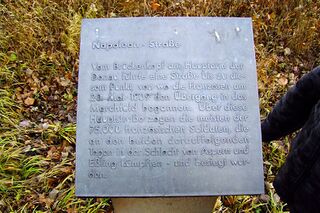 Napoleon-Straße
Vom Brückenkopf am Herzrand der
Donau führte eine Straße bis zu die-
sem Punkt, von wo die Franzosen am
20. Mai 1809 den Übergang in das
Marchfeld begannen. Über diese
Hauptstraße zogen die meisten der
75.000 französischen Soldaten, die
an den beiden darauffolgenden
Tagen in der Schlacht von Aspern und
Eßling kämpften - und besiegt wur-
den.